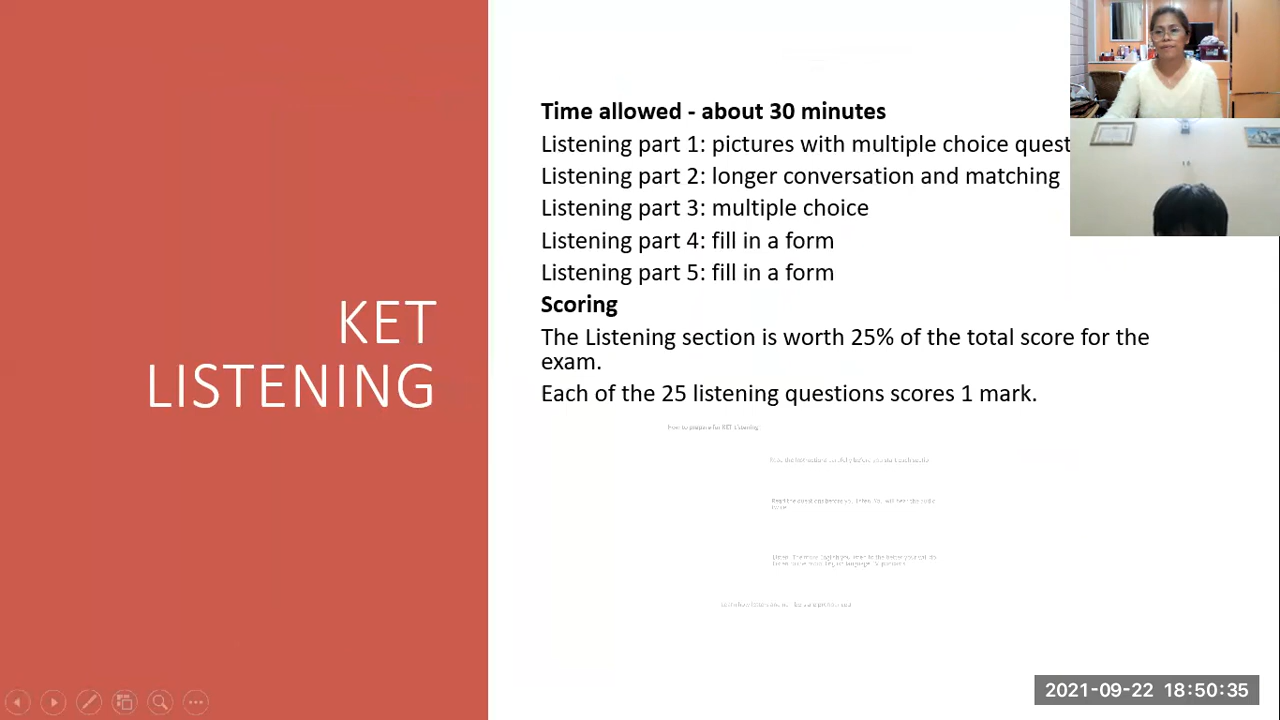 KET
LISTENING
Time allowed - about 30 minutes
Listening part 1: pictures with multiple choice quest
Listening part 2: longer conversation and matching
Listening part 3: multiple choice
Listening part 4: fill in a form
Listening part 5: fill in a form
Scoring
The Listening section is worth 25% of the total score for the
exam.
Each of the 25 listening questions scores 1 mark.
How to prepare for KET Listening
2021-09-22 18:50:35